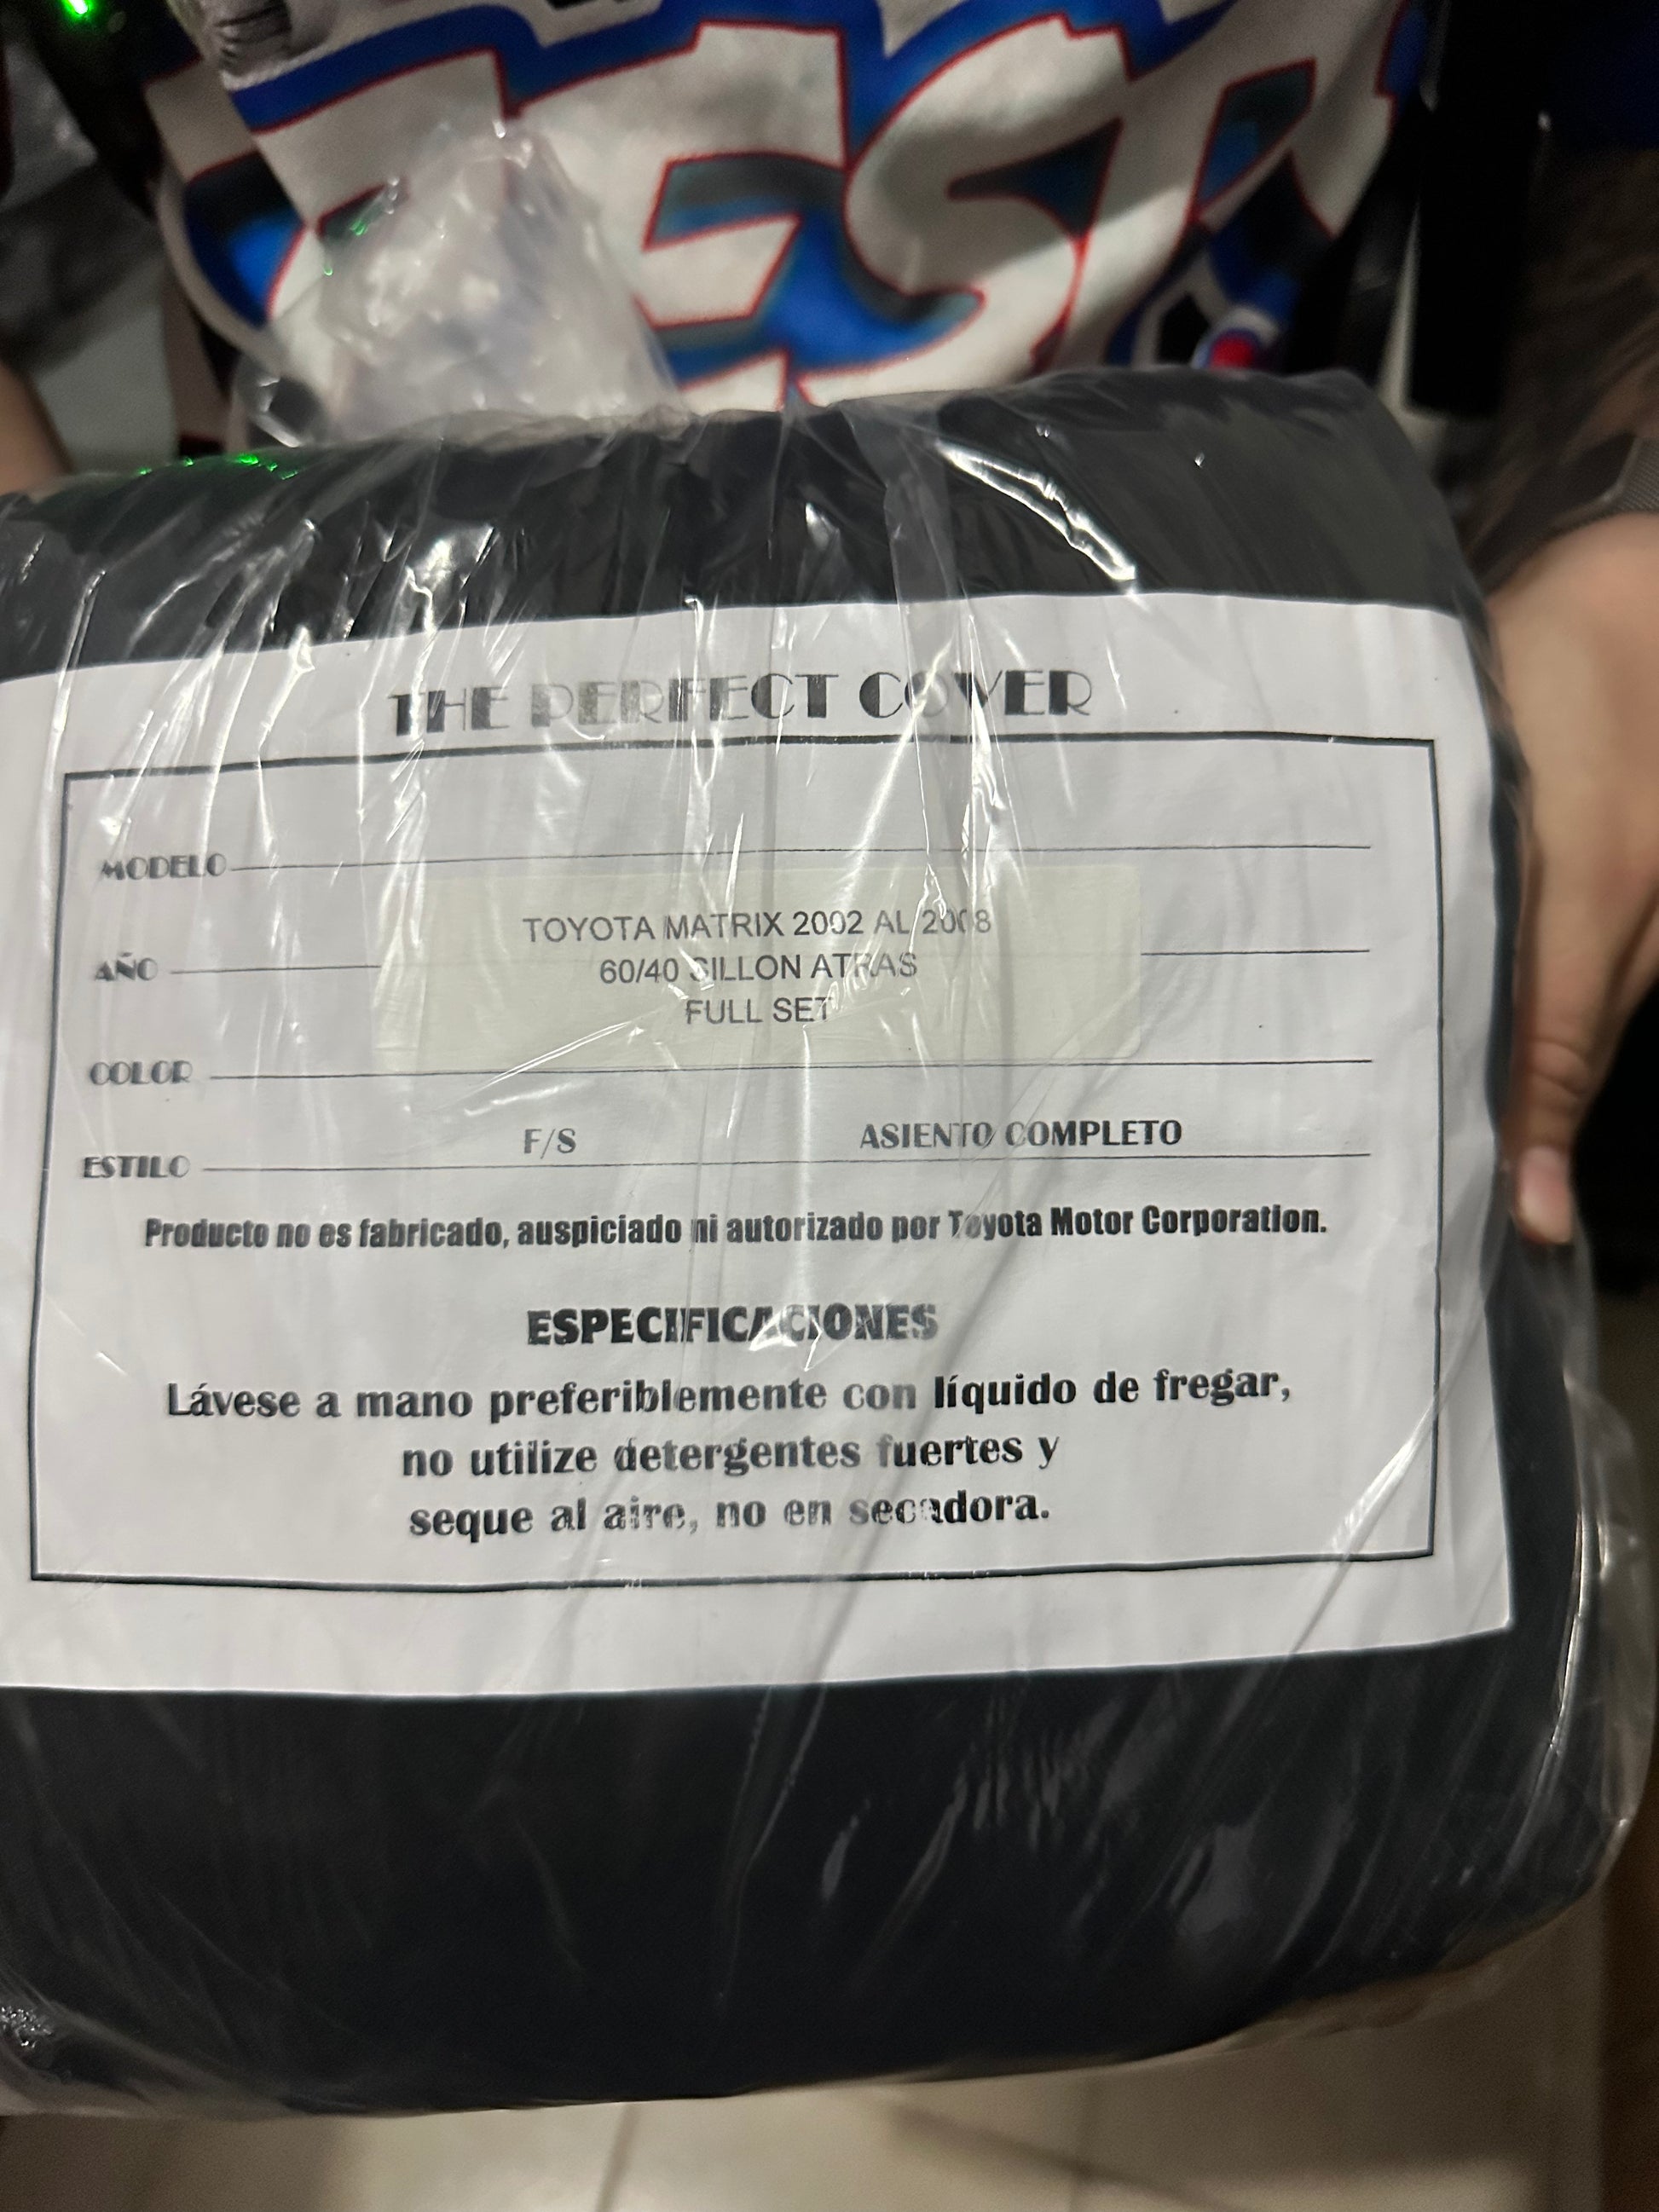 THE PERFECT COVER
MODELO
TOYOTA MATRIX 2002 AL 2008
AÑO
60/40 SILLON ATRAS
FULL SET
COLOR
ESTILO F/S ASIENTO COMPLETO
Producto no es fabricado, auspiciado ni autorizado por Toyota Motor Corporation.
ESPECIFICACIONES
Lávese a mano preferiblemente con líquido de fregar,
no utilize detergentes fuertes y
seque al aire, no en secadora.